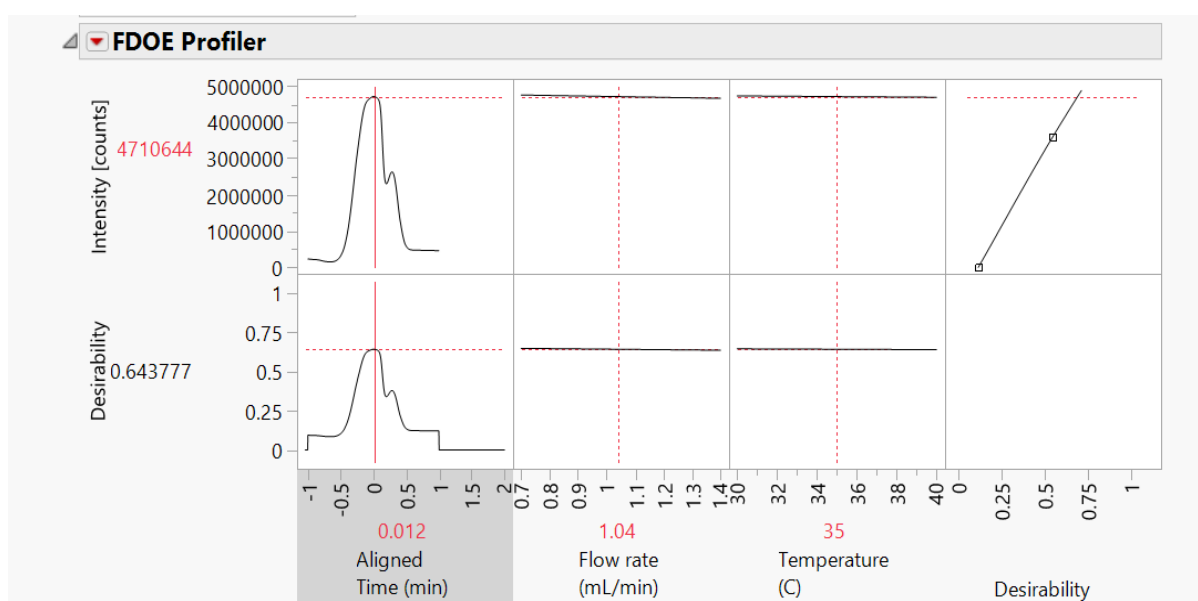 FDOE Profiler
Intensity [counts]
4710644
5000000
4000000
3000000
2000000
1000000
0
Desirability
0.643777
1
0.75
0.5
0.25
0
-1 -0.5 0 0.5 1 1.5 2
0.7 0.8 0.9 1 1.1 1.2 1.3 1.4
30 32 34 36 38 40
0 0.25 0.5 0.75 1
0.012
Aligned
Time (min)
1.04
Flow rate
(mL/min)
35
Temperature
(C)
Desirability